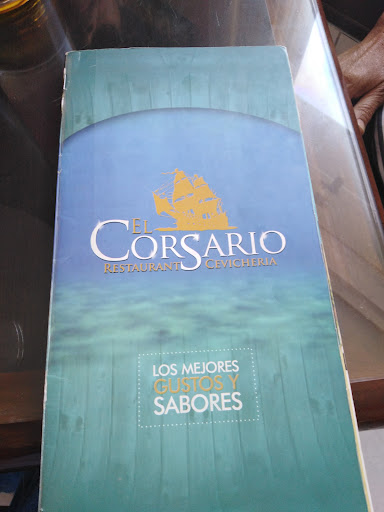 EL
CORSARIO
RESTAURANT CEVICHERIA
LOS MEJORES
GUSTOS Y
SABORES